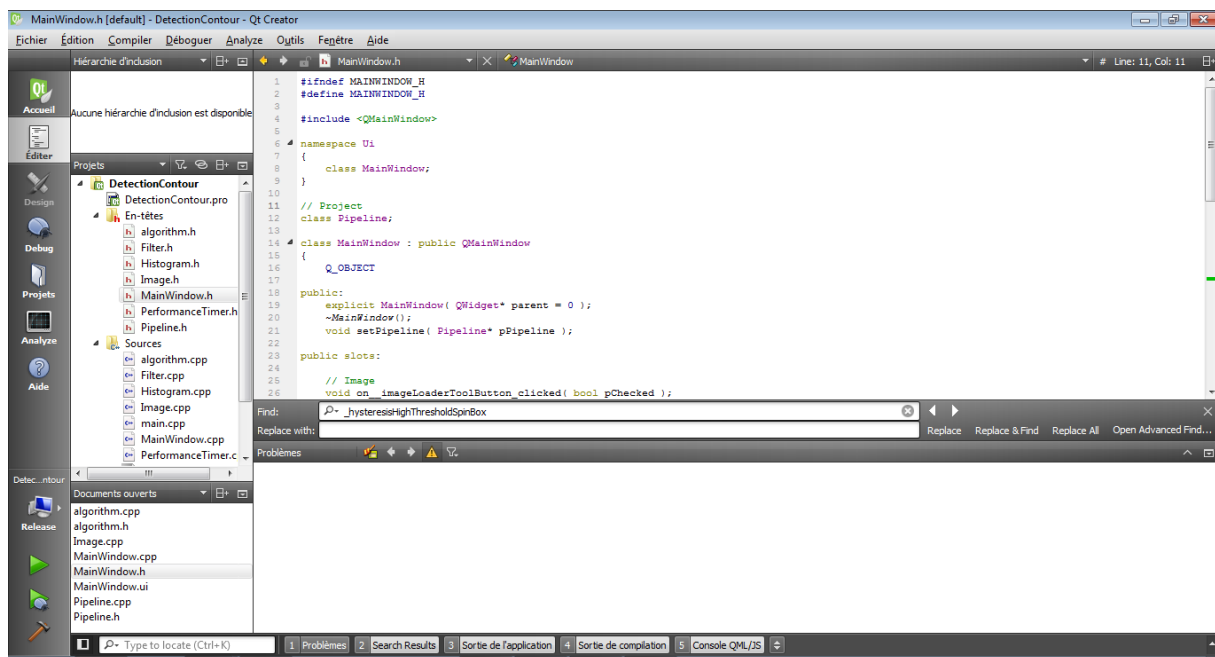 MainWindow.h [default] - DetectionContour - Qt Creator
Fichier Édition Compiler Déboguer Analyze Outils Fenêtre Aide
Hiérarchie d'inclusion
MainWindow.h
MainWindow
# Line: 11, Col: 11
Aucune hiérarchie d'inclusion est disponible
Accueil
Éditer
Design
Debug
Projets
Analyze
Aide
Detec...ntour
Release
Projets
DetectionContour
DetectionContour.pro
En-têtes
algorithm.h
Filter.h
Histogram.h
Image.h
MainWindow.h
PerformanceTimer.h
Pipeline.h
Sources
algorithm.cpp
Filter.cpp
Histogram.cpp
Image.cpp
main.cpp
MainWindow.cpp
PerformanceTimer.c
Documents ouverts
algorithm.cpp
algorithm.h
Image.cpp
MainWindow.cpp
MainWindow.h
MainWindow.ui
Pipeline.cpp
Pipeline.h
1 #ifndef MAINWINDOW_H
2 #define MAINWINDOW_H
3
4 #include <QMainWindow>
5
6 namespace Ui
7 {
8 class MainWindow;
9 }
10
11 // Project
12 class Pipeline;
13
14 class MainWindow : public QMainWindow
15 {
16 Q_OBJECT
17
18 public:
19 explicit MainWindow( QWidget* parent = 0 );
20 ~MainWindow();
21 void setPipeline( Pipeline* pPipeline );
22
23 public slots:
24
25 // Image
26 void on__imageLoaderToolButton_clicked( bool pChecked );
Find: _hysteresisHighThresholdSpinBox
Replace with: Replace Replace & Find Replace All Open Advanced Find...
Problèmes
Type to locate (Ctrl+K)
1 Problèmes 2 Search Results 3 Sortie de l'application 4 Sortie de compilation 5 Console QML/JS